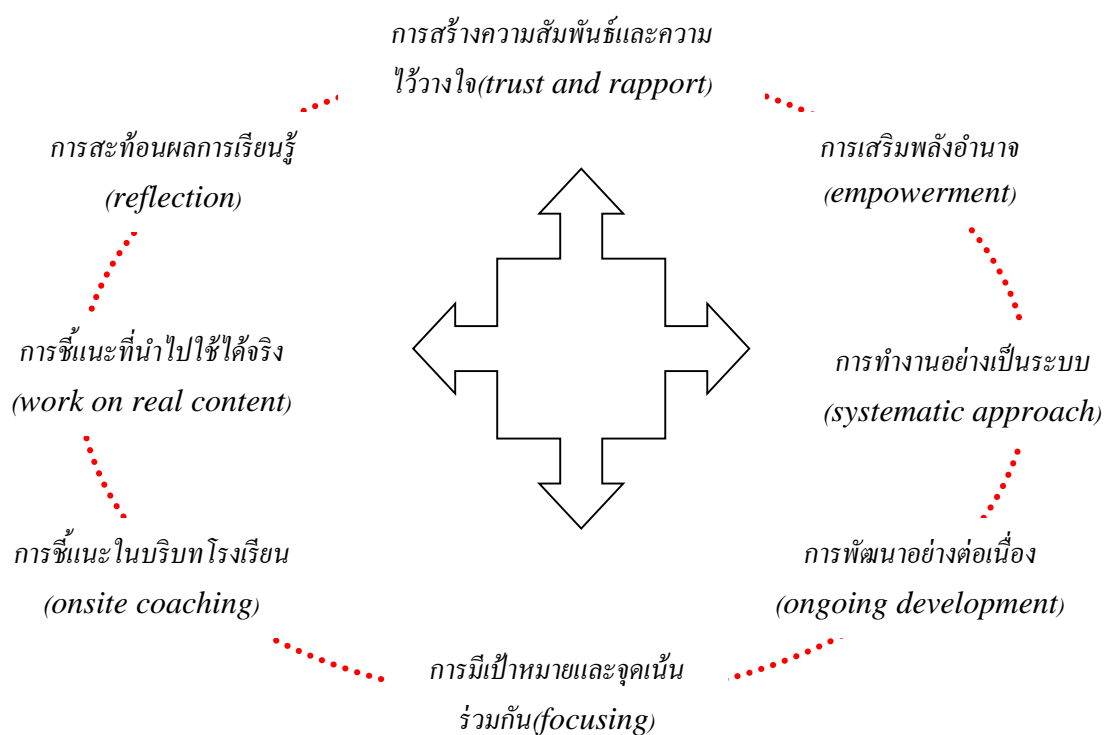 การสร้างความสัมพันธ์และความ
ไว้วางใจ(trust and rapport)
การสะท้อนผลการเรียนรู้
(reflection)
การเสริมพลังอำนาจ
(empowerment)
การชี้แนะที่นำไปใช้ได้จริง
(work on real content)
การทำงานอย่างเป็นระบบ
(systematic approach)
การชี้แนะในบริบทโรงเรียน
(onsite coaching)
การพัฒนาอย่างต่อเนื่อง
(ongoing development)
การมีเป้าหมายและจุดเน้น
ร่วมกัน(focusing)